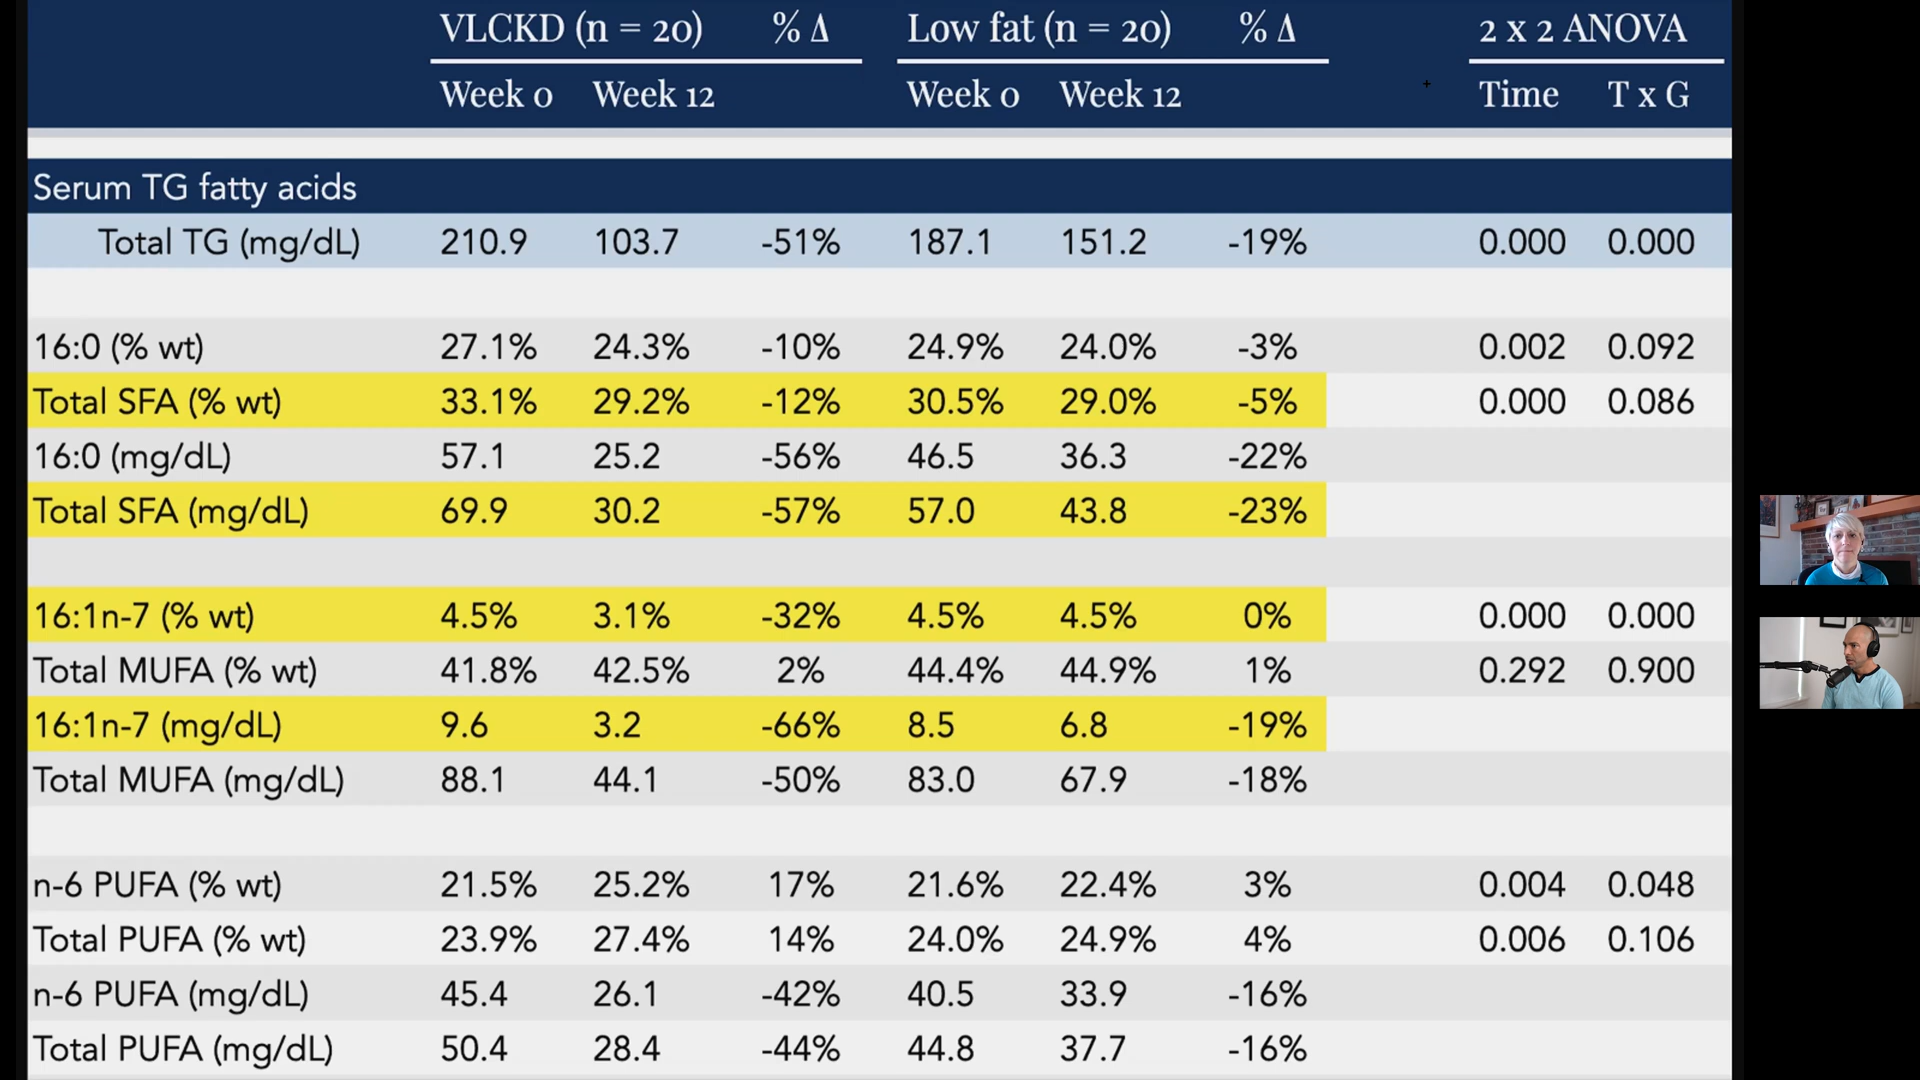 VLCKD (n = 20) % Δ Low fat (n = 20) % Δ 2 x 2 ANOVA
Week 0 Week 12 Week 0 Week 12 Time T x G
Serum TG fatty acids
Total TG (mg/dL) 210.9 103.7 -51% 187.1 151.2 -19% 0.000 0.000
16:0 (% wt) 27.1% 24.3% -10% 24.9% 24.0% -3% 0.002 0.092
Total SFA (% wt) 33.1% 29.2% -12% 30.5% 29.0% -5% 0.000 0.086
16:0 (mg/dL) 57.1 25.2 -56% 46.5 36.3 -22%
Total SFA (mg/dL) 69.9 30.2 -57% 57.0 43.8 -23%
16:1n-7 (% wt) 4.5% 3.1% -32% 4.5% 4.5% 0% 0.000 0.000
Total MUFA (% wt) 41.8% 42.5% 2% 44.4% 44.9% 1% 0.292 0.900
16:1n-7 (mg/dL) 9.6 3.2 -66% 8.5 6.8 -19%
Total MUFA (mg/dL) 88.1 44.1 -50% 83.0 67.9 -18%
n-6 PUFA (% wt) 21.5% 25.2% 17% 21.6% 22.4% 3% 0.004 0.048
Total PUFA (% wt) 23.9% 27.4% 14% 24.0% 24.9% 4% 0.006 0.106
n-6 PUFA (mg/dL) 45.4 26.1 -42% 40.5 33.9 -16%
Total PUFA (mg/dL) 50.4 28.4 -44% 44.8 37.7 -16%